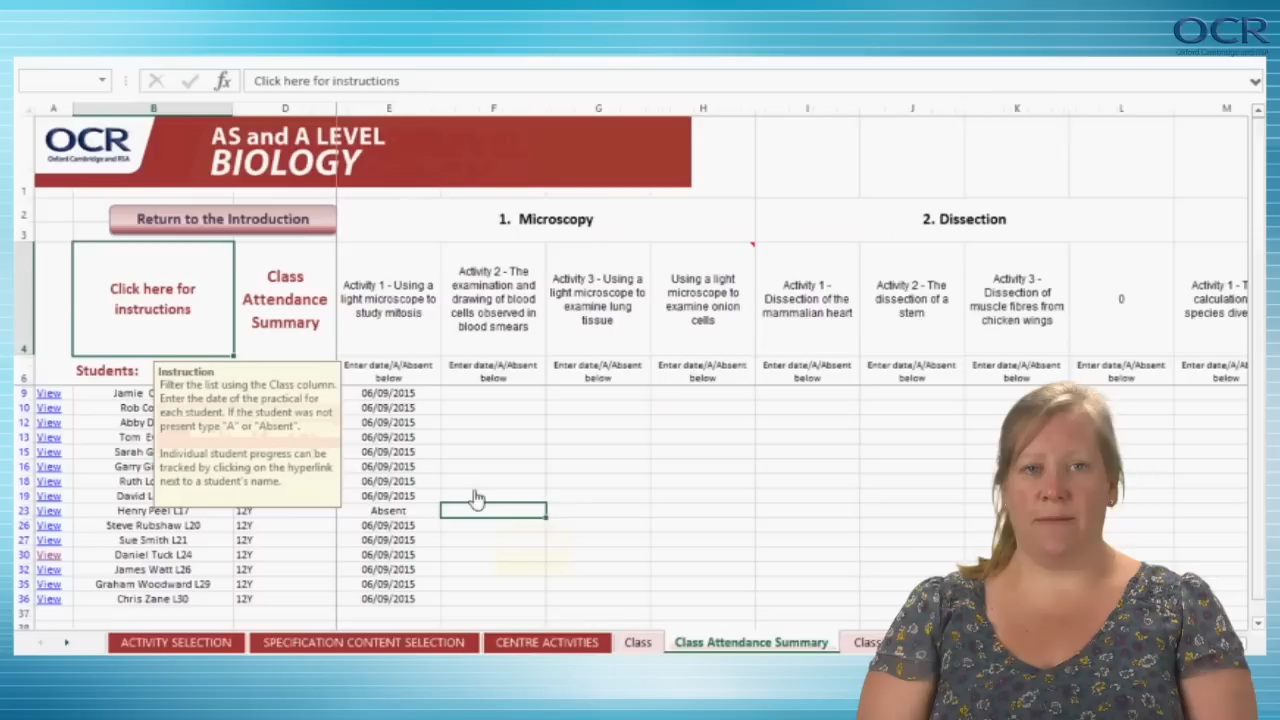 OCR
Oxford Cambridge and RSA
Click here for instructions
A B D E F G H I J K L M
OCR
Oxford Cambridge and RSA
AS and A LEVEL
BIOLOGY
1
2
Return to the Introduction
1. Microscopy
2. Dissection
3
Click here for
instructions
Class
Attendance
Summary
Activity 1 - Using a
light microscope to
study mitosis
Activity 2 - The
examination and
drawing of blood
cells observed in
blood smears
Activity 3 - Using a
light microscope to
examine lung
tissue
Using a light
microscope to
examine onion
cells
Activity 1 -
Dissection of the
mammalian heart
Activity 2 - The
dissection of a
stem
Activity 3 -
Dissection of
muscle fibres from
chicken wings
0
Activity 1 - T
calculation
species dive
4
Students:
Enter date/A/Absent
below
Enter date/A/Absent
below
Enter date/A/Absent
below
Enter date/A/Absent
below
Enter date/A/Absent
below
Enter date/A/Absent
below
Enter date/A/Absent
below
Enter date/A/Absent
below
Enter date/A/
below
6
Instruction
Filter the list using the Class column.
Enter the date of the practical for
each student. If the student was not
present type "A" or "Absent".
Individual student progress can be
tracked by clicking on the hyperlink
next to a student's name.
9 View Jamie 06/09/2015
10 View Rob 06/09/2015
12 View Abby 06/09/2015
13 View Tom 06/09/2015
15 View Sarah G 06/09/2015
16 View Garry 06/09/2015
18 View Ruth 06/09/2015
19 View David L 06/09/2015
23 View Henry Peel L17 12Y Absent
26 View Steve Rubshaw L20 12Y 06/09/2015
27 View Sue Smith L21 12Y 06/09/2015
30 View Daniel Tuck L24 12Y 06/09/2015
32 View James Watt L26 12Y 06/09/2015
35 View Graham Woodward L29 12Y 06/09/2015
36 View Chris Zane L30 12Y 06/09/2015
37
ACTIVITY SELECTION SPECIFICATION CONTENT SELECTION CENTRE ACTIVITIES Class Class Attendance Summary Class